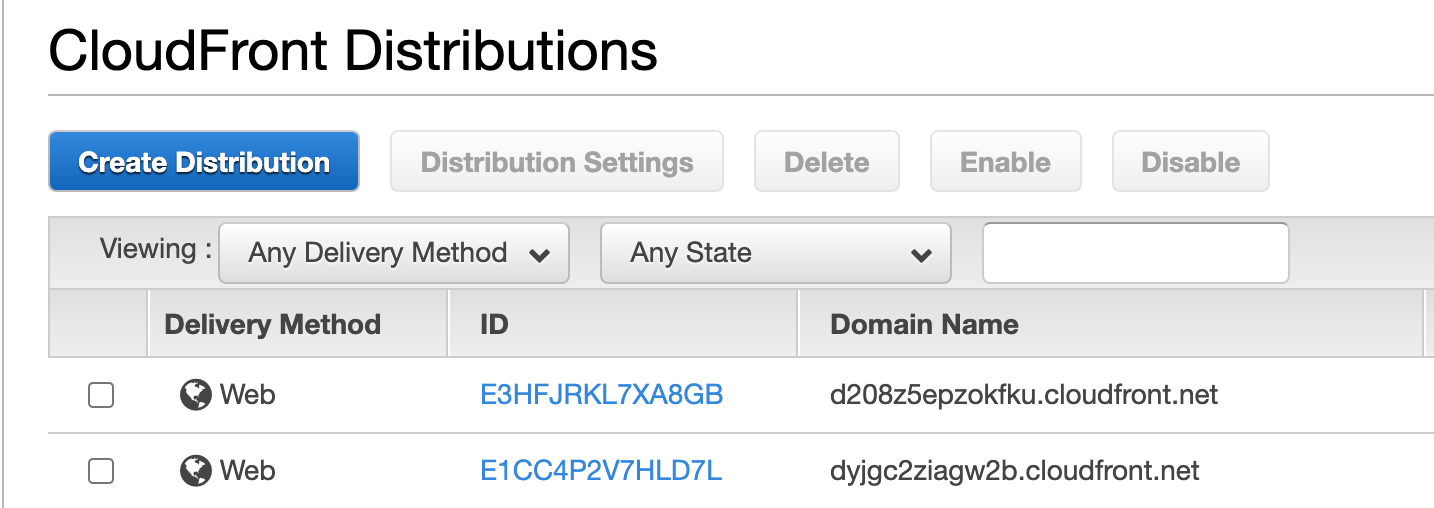 CloudFront Distributions
Create Distribution Distribution Settings Delete Enable Disable
Viewing : Any Delivery Method Any State
Delivery Method ID Domain Name
Web E3HFJRKL7XA8GB d208z5epzokfku.cloudfront.net
Web E1CC4P2V7HLD7L dyjgc2ziagw2b.cloudfront.net